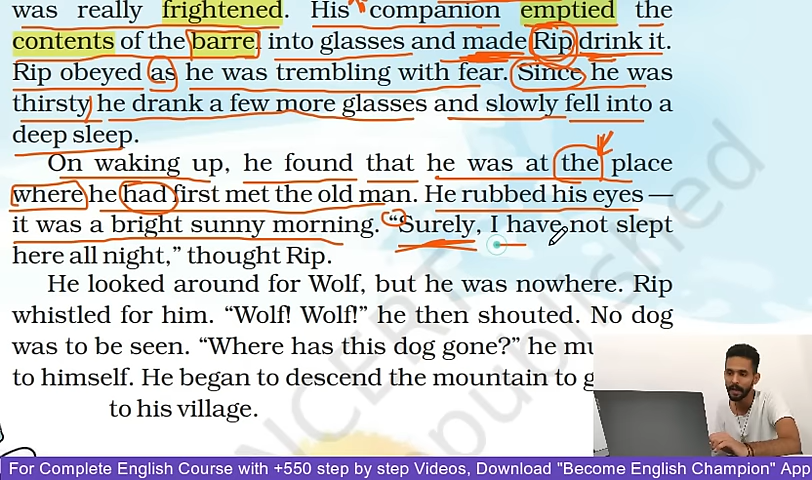 was really frightened. His companion emptied the
contents of the barrel into glasses and made Rip drink it.
Rip obeyed as he was trembling with fear. Since he was
thirsty he drank a few more glasses and slowly fell into a
deep sleep.
On waking up, he found that he was at the place
where he had first met the old man. He rubbed his eyes —
it was a bright sunny morning. “Surely, I have not slept
here all night,” thought Rip.
He looked around for Wolf, but he was nowhere. Rip
whistled for him. “Wolf! Wolf!” he then shouted. No dog
was to be seen. “Where has this dog gone?” he mu
to himself. He began to descend the mountain to g
to his village.
For Complete English Course with +550 step by step Videos, Download "Become English Champion" App